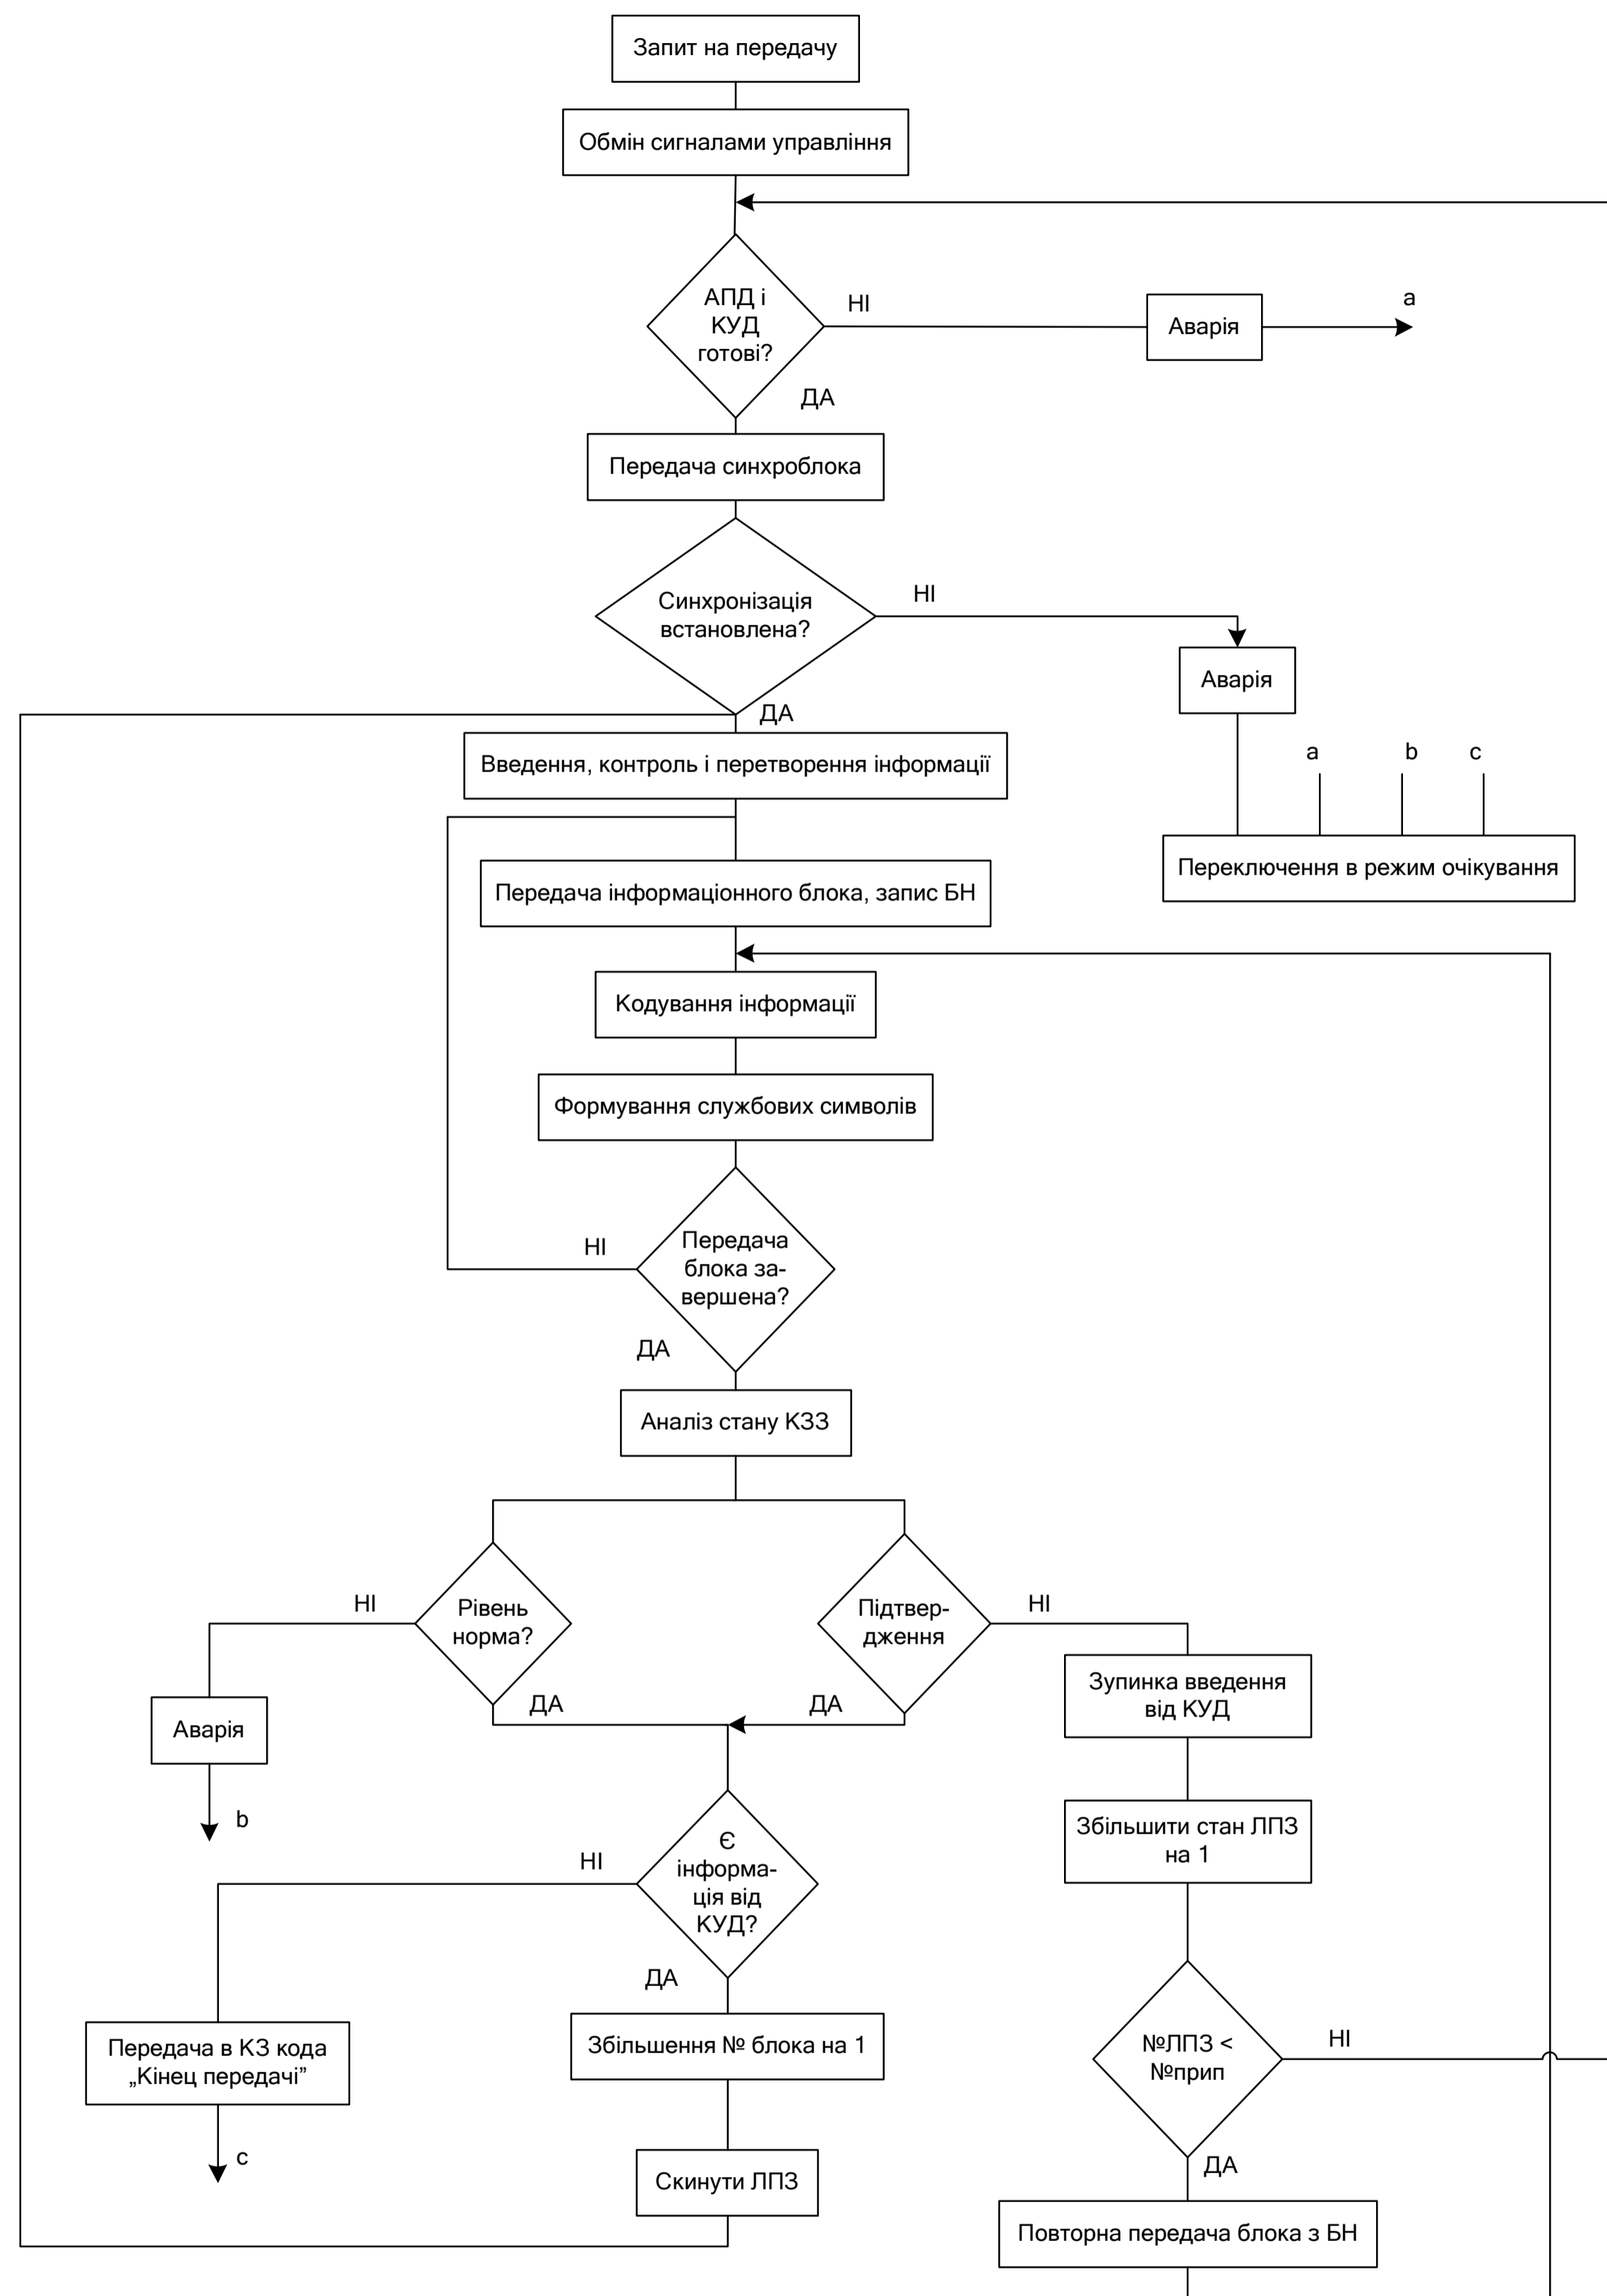 Запит на передачу
Обмін сигналами управління
АПД і
КУД
готові?
НІ
Аварія
a
ДА
Передача синхроблока
Синхронізація
встановлена?
НІ
Аварія
ДА
Введення, контроль і перетворення інформації
a
b
c
Переключення в режим очікування
Передача інформаціонного блока, запис БН
Кодування інформації
Формування службових символів
Передача
блока за-
вершена?
НІ
ДА
Аналіз стану КЗЗ
НІ
Рівень
норма?
Підтвер-
дження
НІ
Зупинка введення
від КУД
ДА
ДА
Аварія
b
Збільшити стан ЛПЗ
на 1
Є
інформа-
ція від
КУД?
НІ
ДА
Передача в КЗ кода
„Кінец передачі”
c
Збільшення № блока на 1
№ЛПЗ <
№прип
НІ
ДА
Скинути ЛПЗ
Повторна передача блока з БН